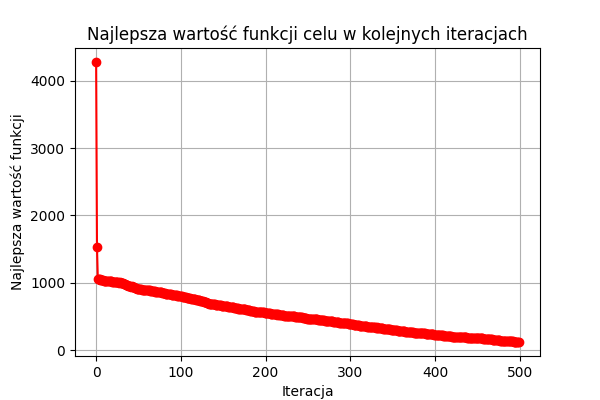 Najlepsza wartość funkcji celu w kolejnych iteracjach
Najlepsza wartość funkcji
4000
3000
2000
1000
0
0 100 200 300 400 500
Iteracja